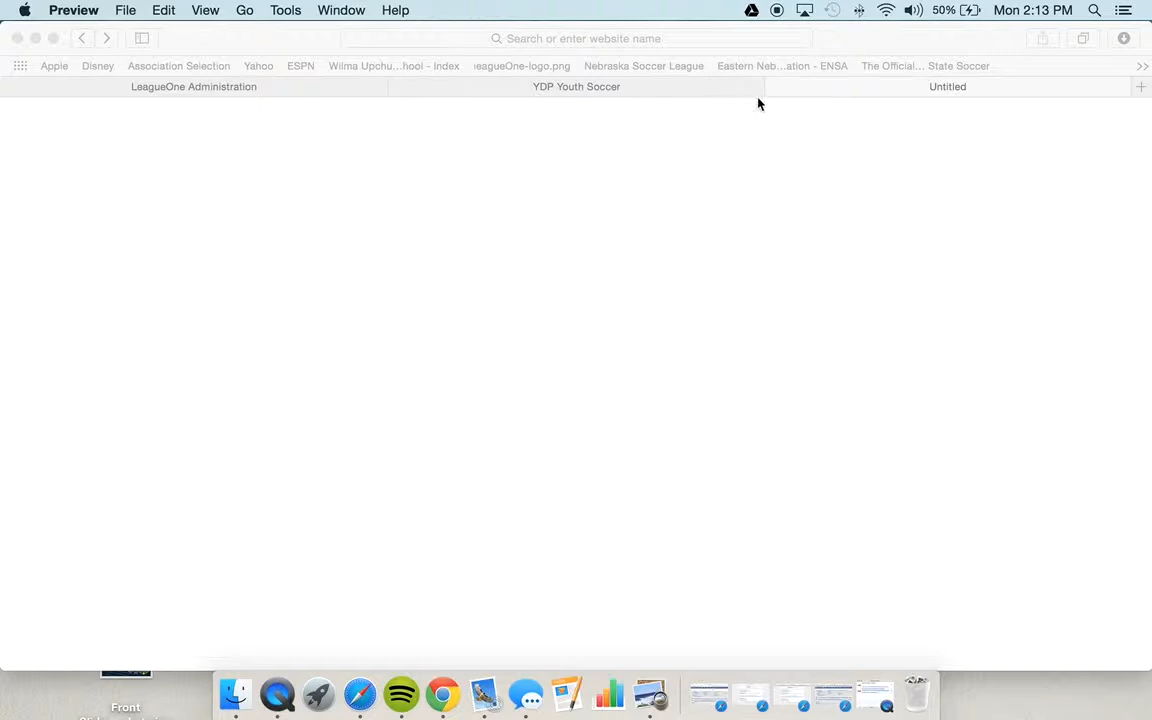 Preview File Edit View Go Tools Window Help 50% Mon 2:13 PM
Search or enter website name
Apple Disney Association Selection Yahoo ESPN Wilma Upchu...hool - Index eagueOne-logo.png Nebraska Soccer League Eastern Neb...ation - ENSA The Official... State Soccer >>
LeagueOne Administration YDP Youth Soccer Untitled +
Front